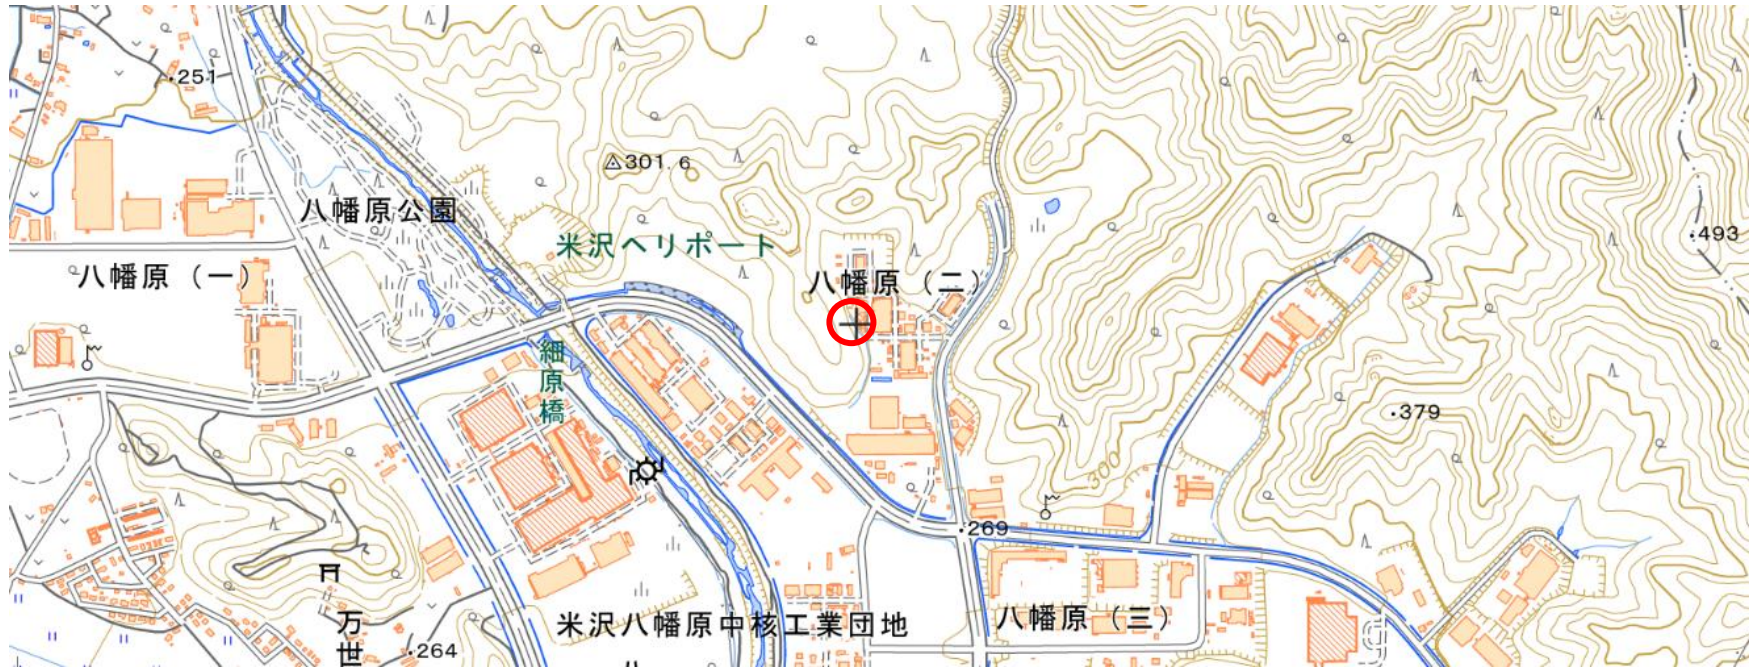 251
301.6
八幡原公園
米沢ヘリポート
493
八幡原（一）
八幡原（二）
細原橋
379
300
269
万世
264
米沢八幡原中核工業団地
八幡原（三）